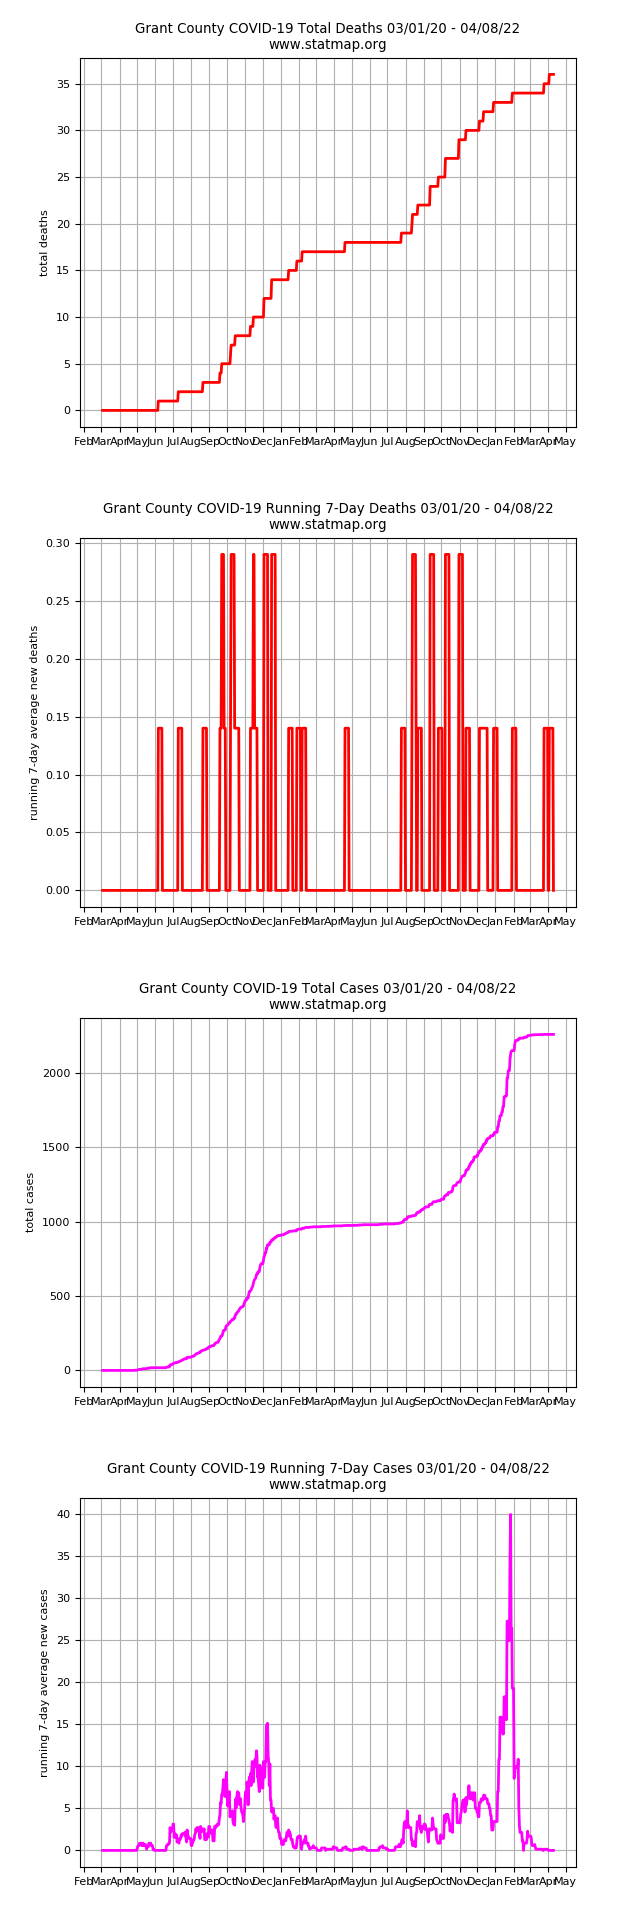 Grant County COVID-19 Total Deaths 03/01/20 - 04/08/22
www.statmap.org
35
30
25
20
15
10
5
0
total deaths
Feb Mar Apr May Jun Jul Aug Sep Oct Nov Dec Jan Feb Mar Apr May Jun Jul Aug Sep Oct Nov Dec Jan Feb Mar Apr May
Grant County COVID-19 Running 7-Day Deaths 03/01/20 - 04/08/22
www.statmap.org
0.30
0.25
0.20
0.15
0.10
0.05
0.00
running 7-day average new deaths
Feb Mar Apr May Jun Jul Aug Sep Oct Nov Dec Jan Feb Mar Apr May Jun Jul Aug Sep Oct Nov Dec Jan Feb Mar Apr May
Grant County COVID-19 Total Cases 03/01/20 - 04/08/22
www.statmap.org
2000
1500
1000
500
0
total cases
Feb Mar Apr May Jun Jul Aug Sep Oct Nov Dec Jan Feb Mar Apr May Jun Jul Aug Sep Oct Nov Dec Jan Feb Mar Apr May
Grant County COVID-19 Running 7-Day Cases 03/01/20 - 04/08/22
www.statmap.org
40
35
30
25
20
15
10
5
0
running 7-day average new cases
Feb Mar Apr May Jun Jul Aug Sep Oct Nov Dec Jan Feb Mar Apr May Jun Jul Aug Sep Oct Nov Dec Jan Feb Mar Apr May